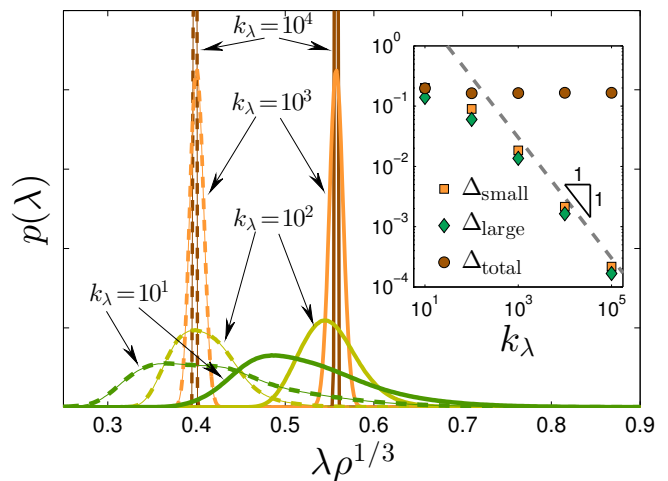 k_λ = 10^4
k_λ = 10^3
k_λ = 10^2
k_λ = 10^1
p(λ)
0.3 0.4 0.5 0.6 0.7 0.8 0.9
λρ^{1/3}
10^0
10^{-1}
10^{-2}
10^{-3}
10^{-4}
Δ_small
Δ_large
Δ_total
1
1
10^1 10^3 10^5
k_λ